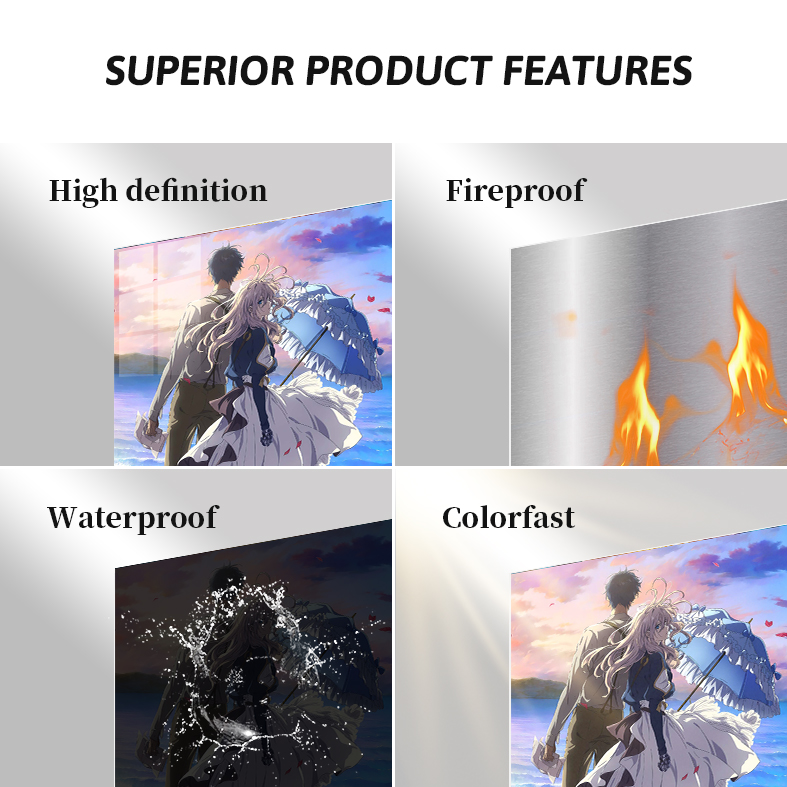 SUPERIOR PRODUCT FEATURES
High definition
Fireproof
Waterproof
Colorfast